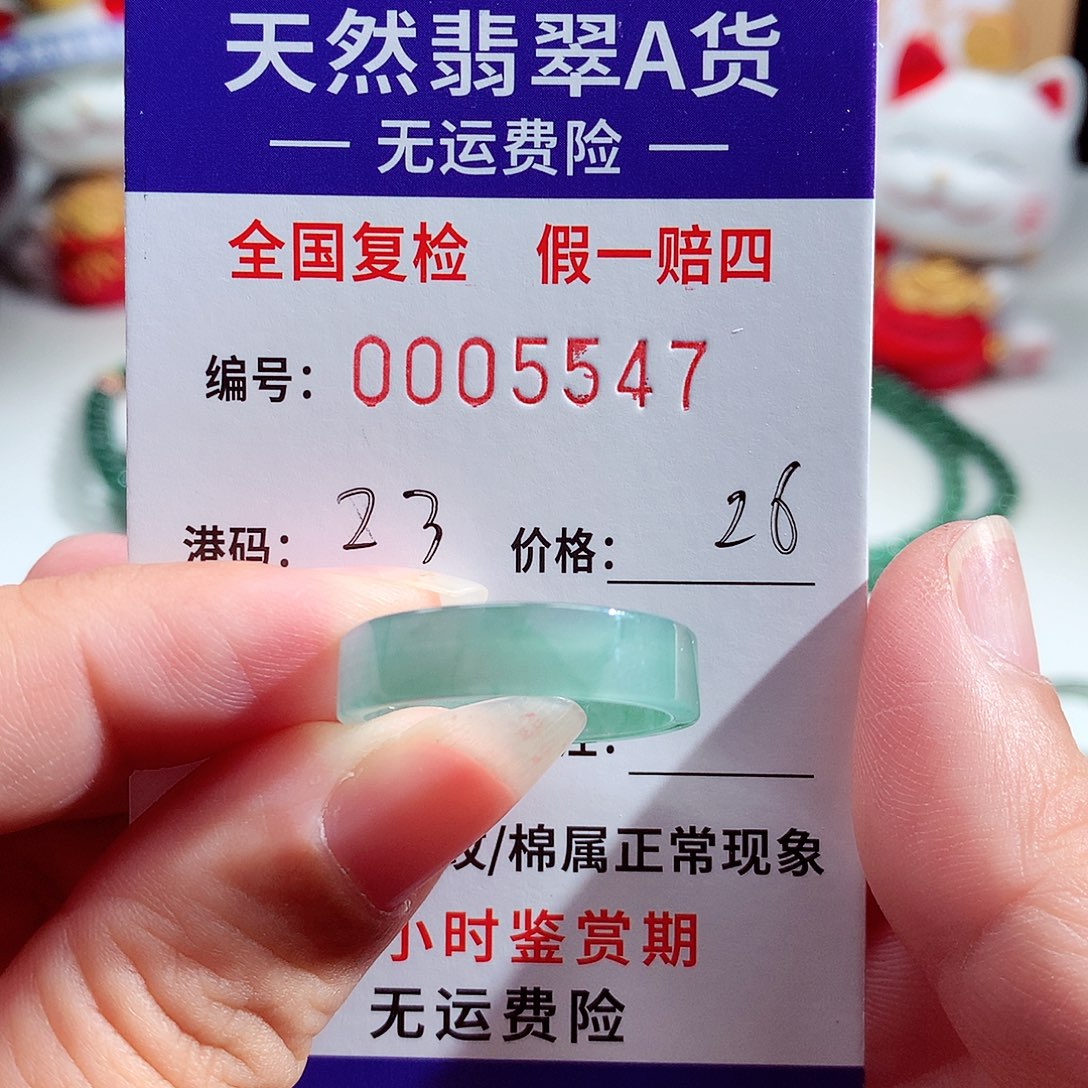 天然翡翠A货
— 无运费险 —
全国复检 假一赔四
编号：0005547
港码：23 价格：26
/棉属正常现象
小时鉴赏期
无运费险